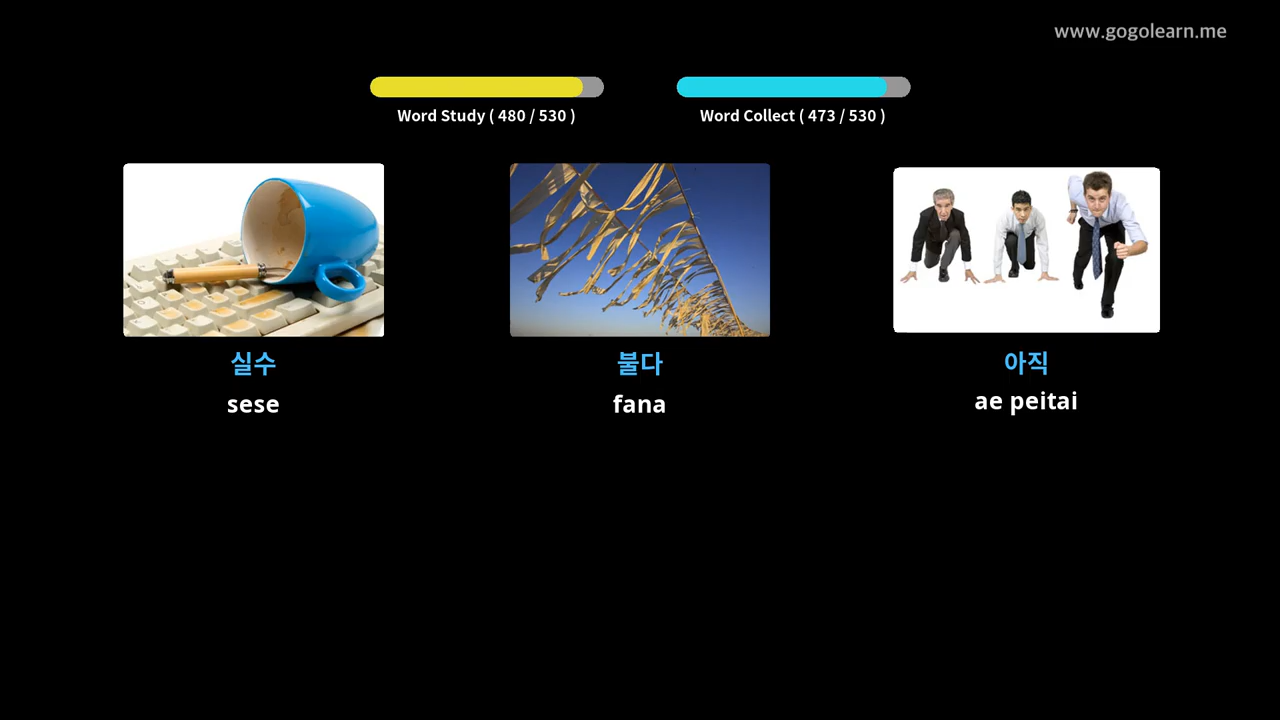 www.gogolearn.me
Word Study ( 480 / 530 )
Word Collect ( 473 / 530 )
실수
sese
불다
fana
아직
ae peitai